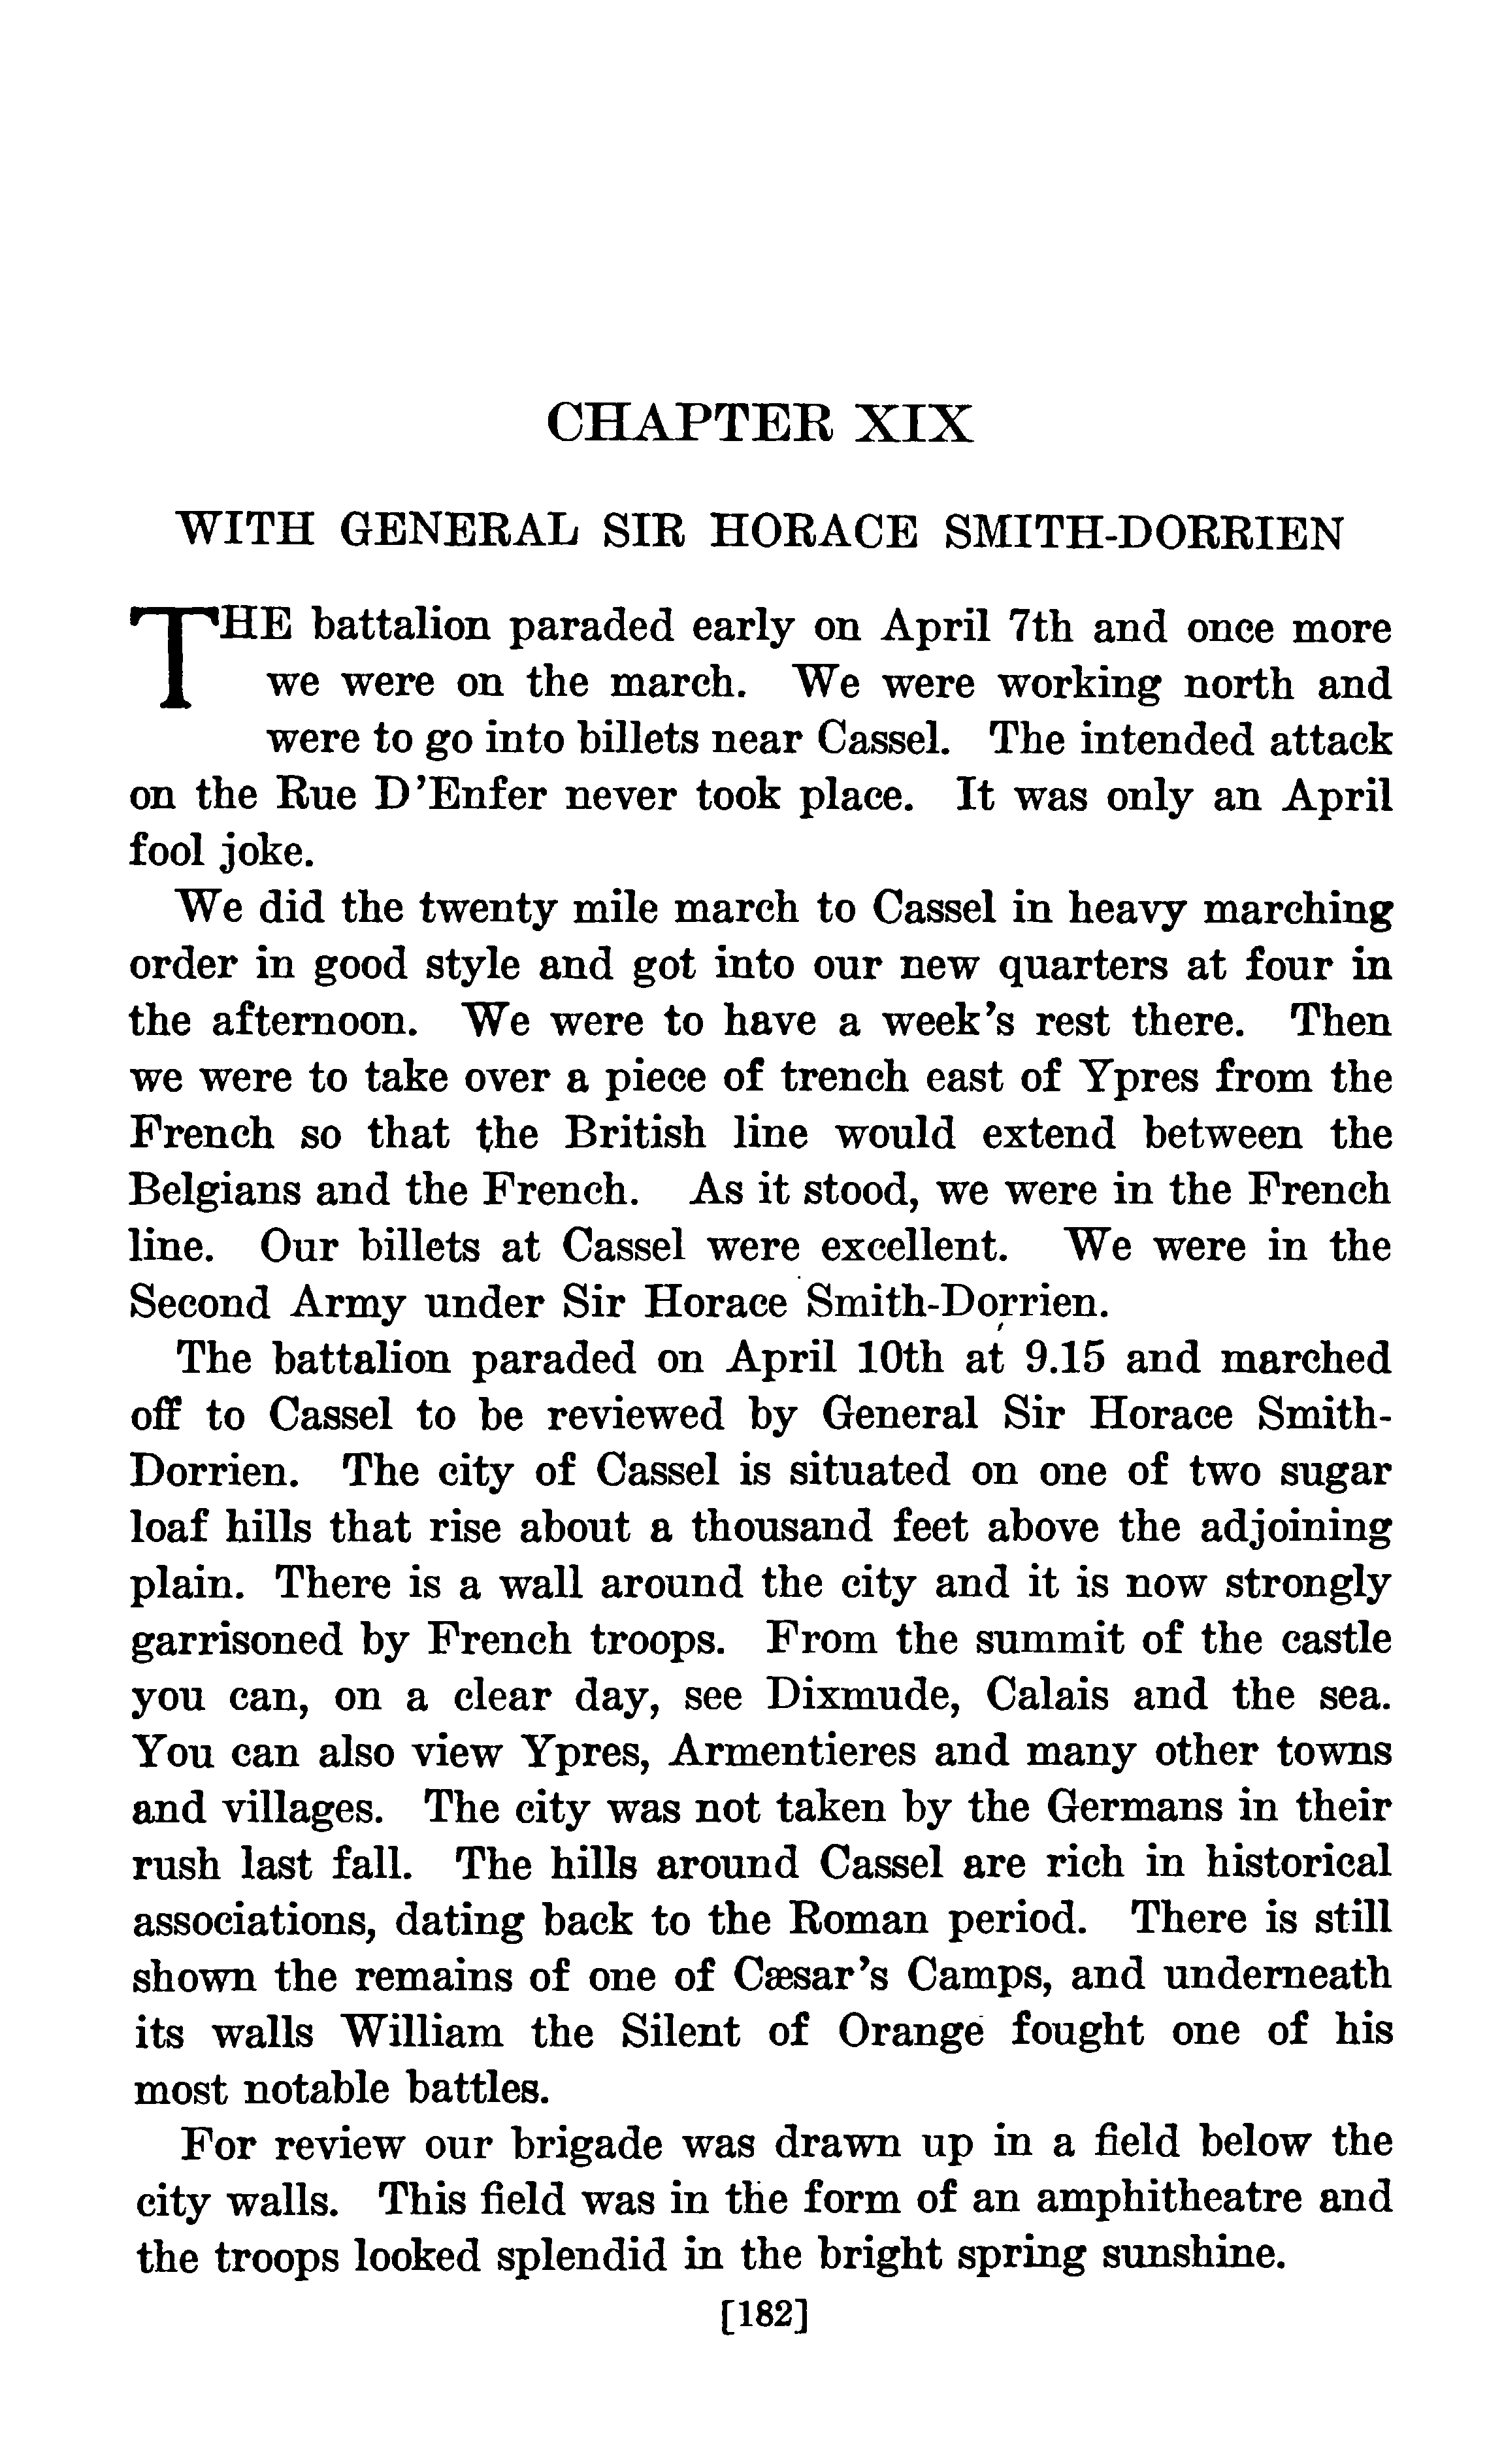 CHAPTER XIX
WITH GENERAL SIR HORACE SMITH-DORRIEN
THE battalion paraded early on April 7th and once more
we were on the march. We were working north and
were to go into billets near Cassel. The intended attack
on the Rue D'Enfer never took place. It was only an April
fool joke.
We did the twenty mile march to Cassel in heavy marching
order in good style and got into our new quarters at four in
the afternoon. We were to have a week's rest there. Then
we were to take over a piece of trench east of Ypres from the
French so that the British line would extend between the
Belgians and the French. As it stood, we were in the French
line. Our billets at Cassel were excellent. We were in the
Second Army under Sir Horace Smith-Dorrien.
The battalion paraded on April 10th at 9.15 and marched
off to Cassel to be reviewed by General Sir Horace Smith-
Dorrien. The city of Cassel is situated on one of two sugar
loaf hills that rise about a thousand feet above the adjoining
plain. There is a wall around the city and it is now strongly
garrisoned by French troops. From the summit of the castle
you can, on a clear day, see Dixmude, Calais and the sea.
You can also view Ypres, Armentieres and many other towns
and villages. The city was not taken by the Germans in their
rush last fall. The hills around Cassel are rich in historical
associations, dating back to the Roman period. There is still
shown the remains of one of Cæsar's Camps, and underneath
its walls William the Silent of Orange fought one of his
most notable battles.
For review our brigade was drawn up in a field below the
city walls. This field was in the form of an amphitheatre and
the troops looked splendid in the bright spring sunshine.
[182]